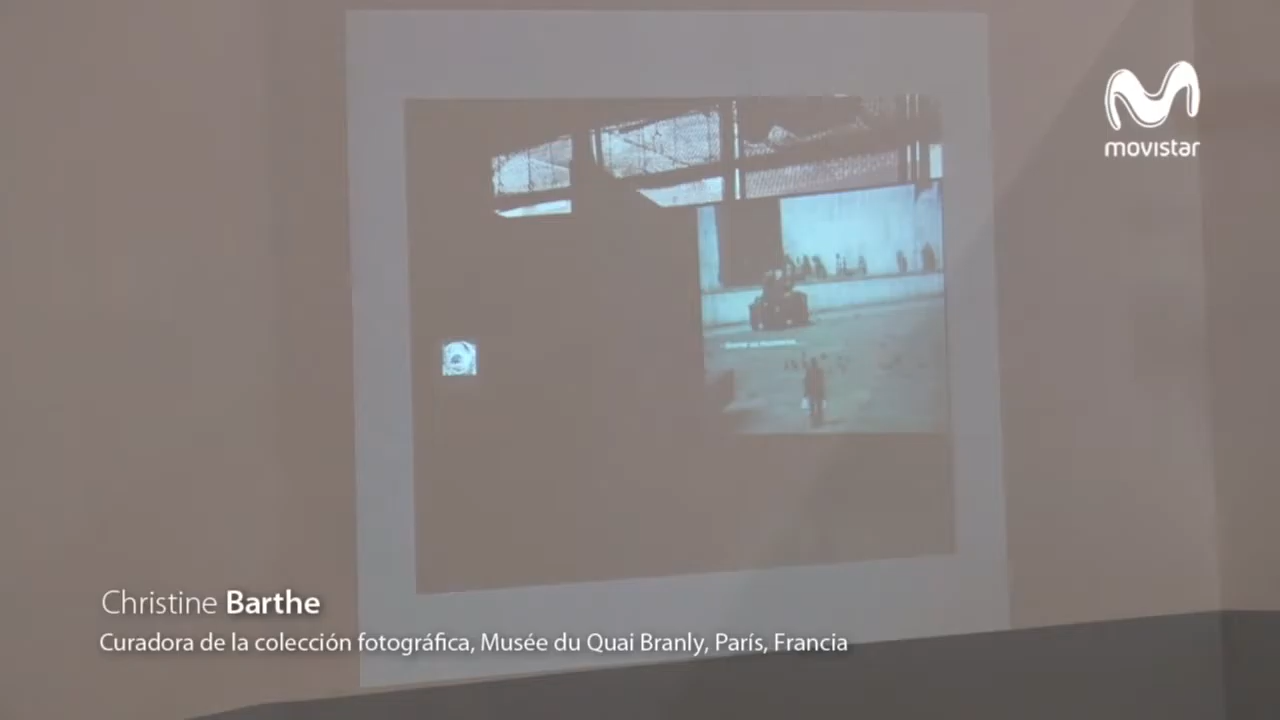 movistar
Christine Barthe
Curadora de la colección fotográfica, Musée du Quai Branly, París, Francia